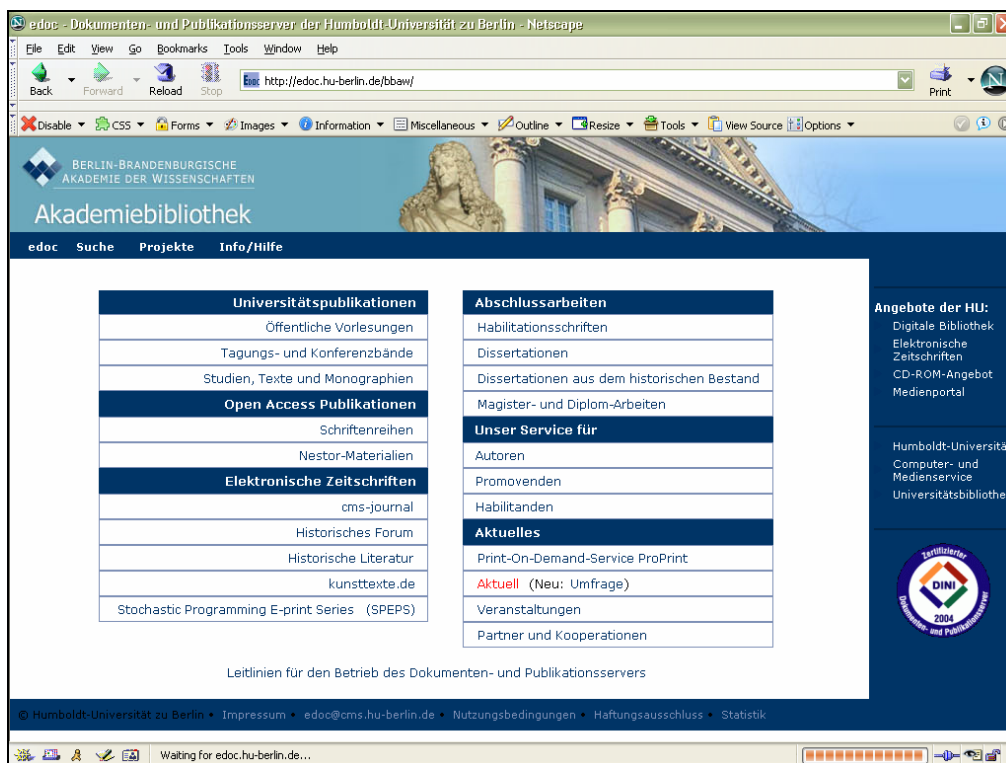 edoc - Dokumenten- und Publikationsserver der Humboldt-Universität zu Berlin - Netscape
File Edit View Go Bookmarks Tools Window Help
Back Forward Reload Stop
http://edoc.hu-berlin.de/bbaw/
Print
Disable CSS Forms Images Information Miscellaneous Outline Resize Tools View Source Options
BERLIN-BRANDENBURGISCHE
AKADEMIE DER WISSENSCHAFTEN
Akademiebibliothek
edoc Suche Projekte Info/Hilfe
Universitätspublikationen
Öffentliche Vorlesungen
Tagungs- und Konferenzbände
Studien, Texte und Monographien
Open Access Publikationen
Schriftenreihen
Nestor-Materialien
Elektronische Zeitschriften
cms-journal
Historisches Forum
Historische Literatur
kunsttexte.de
Stochastic Programming E-print Series (SPEPS)
Abschlussarbeiten
Habilitationsschriften
Dissertationen
Dissertationen aus dem historischen Bestand
Magister- und Diplom-Arbeiten
Unser Service für
Autoren
Promovenden
Habilitanden
Aktuelles
Print-On-Demand-Service ProPrint
Aktuell (Neu: Umfrage)
Veranstaltungen
Partner und Kooperationen
Leitlinien für den Betrieb des Dokumenten- und Publikationsservers
Angebote der HU:
Digitale Bibliothek
Elektronische
Zeitschriften
CD-ROM-Angebot
Medienportal
Humboldt-Universitä
Computer- und
Medienservice
Universitätsbibliothe
Zertifizierter
DINI
2004
Dokumenten- und Publikationsserver
© Humboldt-Universität zu Berlin • Impressum • edoc@cms.hu-berlin.de • Nutzungsbedingungen • Haftungsausschluss • Statistik
Waiting for edoc.hu-berlin.de...